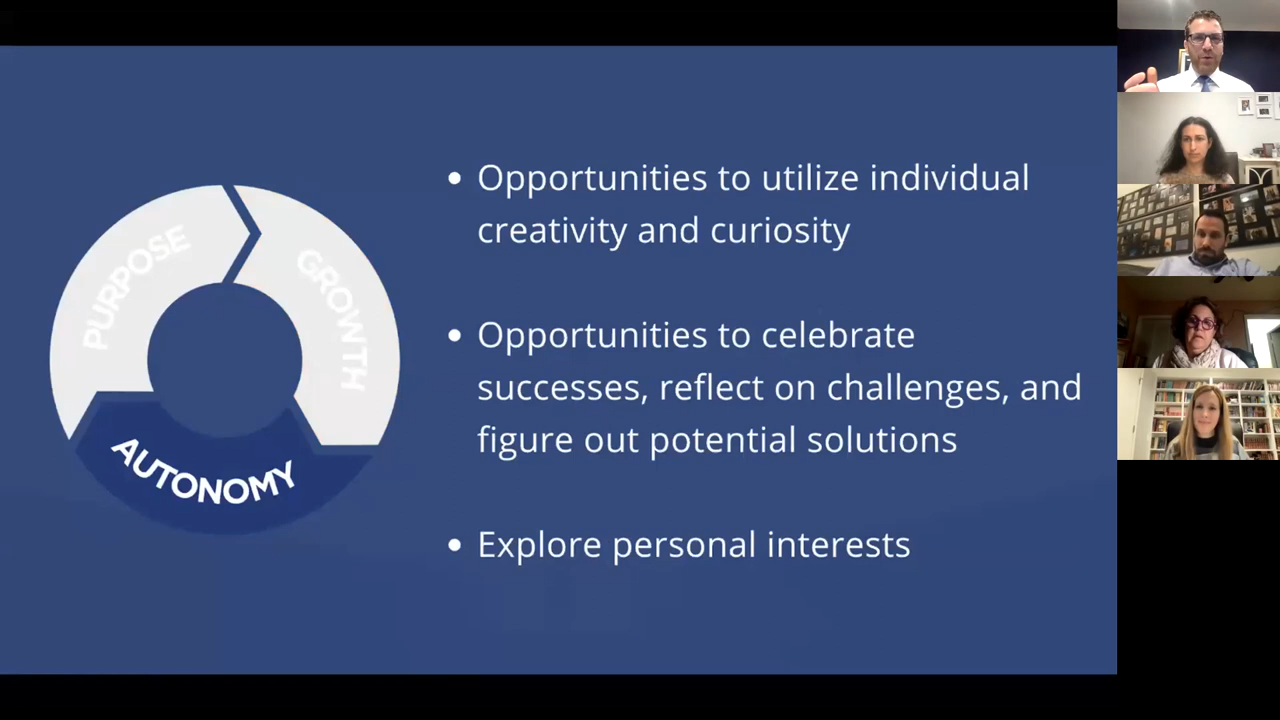 PURPOSE
GROWTH
AUTONOMY
• Opportunities to utilize individual
creativity and curiosity
• Opportunities to celebrate
successes, reflect on challenges, and
figure out potential solutions
• Explore personal interests